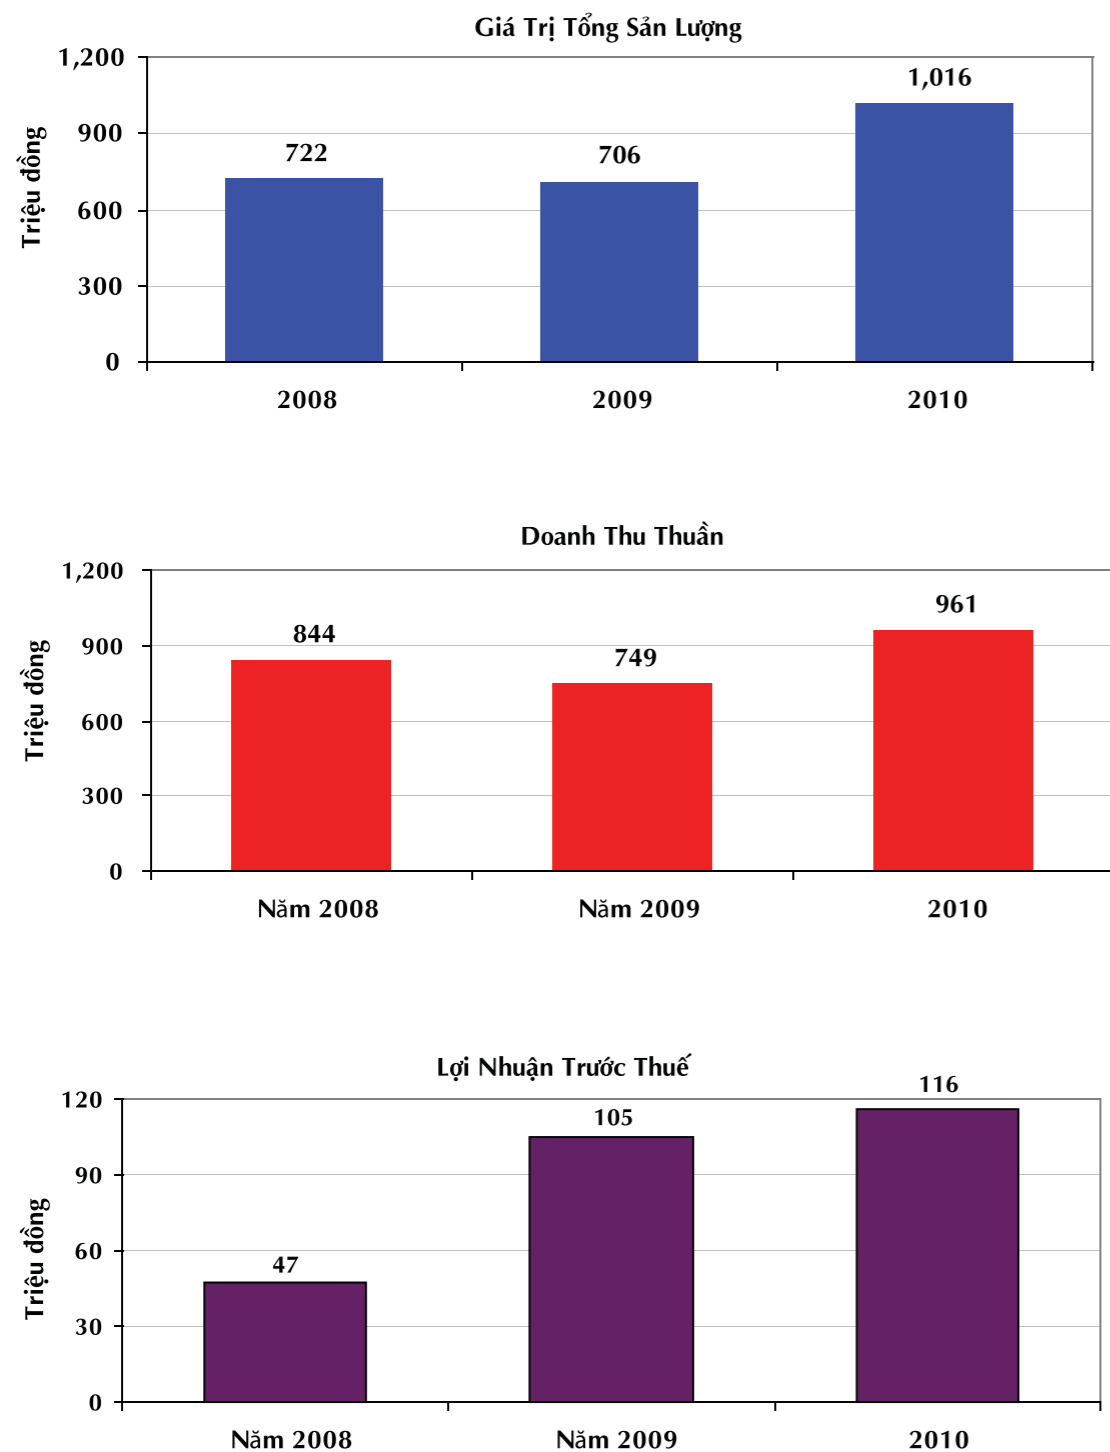 Giá Trị Tổng Sản Lượng
1,200
900
600
300
0
Triệu đồng
722
706
1,016
2008
2009
2010
Doanh Thu Thuần
1,200
900
600
300
0
Triệu đồng
844
749
961
Năm 2008
Năm 2009
2010
Lợi Nhuận Trước Thuế
120
90
60
30
0
Triệu đồng
47
105
116
Năm 2008
Năm 2009
2010